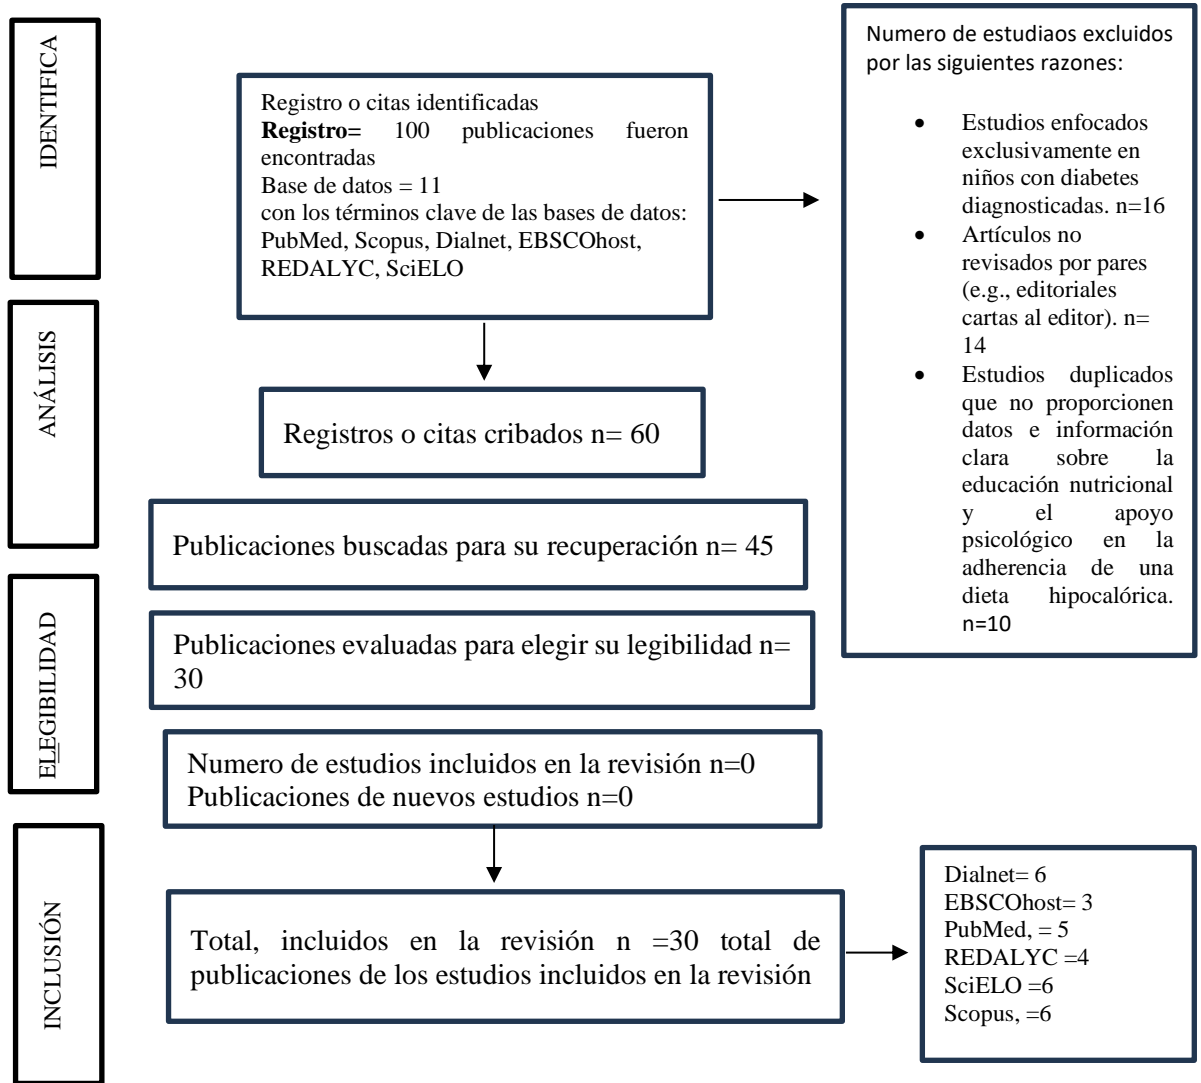 IDENTIFICA
Registro o citas identificadas
Registro= 100 publicaciones fueron
encontradas
Base de datos = 11
con los términos clave de las bases de datos:
PubMed, Scopus, Dialnet, EBSCOhost,
REDALYC, SciELO
Numero de estudiaos excluidos
por las siguientes razones:
• Estudios enfocados
exclusivamente en
niños con diabetes
diagnosticadas. n=16
• Artículos no
revisados por pares
(e.g., editoriales
cartas al editor). n=
14
• Estudios duplicados
que no proporcionen
datos e información
clara sobre la
educación nutricional
y el apoyo
psicológico en la
adherencia de una
dieta hipocalórica.
n=10
ANÁLISIS
Registros o citas cribados n= 60
Publicaciones buscadas para su recuperación n= 45
ELEGIBILIDAD
Publicaciones evaluadas para elegir su legibilidad n=
30
Numero de estudios incluidos en la revisión n=0
Publicaciones de nuevos estudios n=0
INCLUSIÓN
Total, incluidos en la revisión n =30 total de
publicaciones de los estudios incluidos en la revisión
Dialnet= 6
EBSCOhost= 3
PubMed, = 5
REDALYC =4
SciELO =6
Scopus, =6